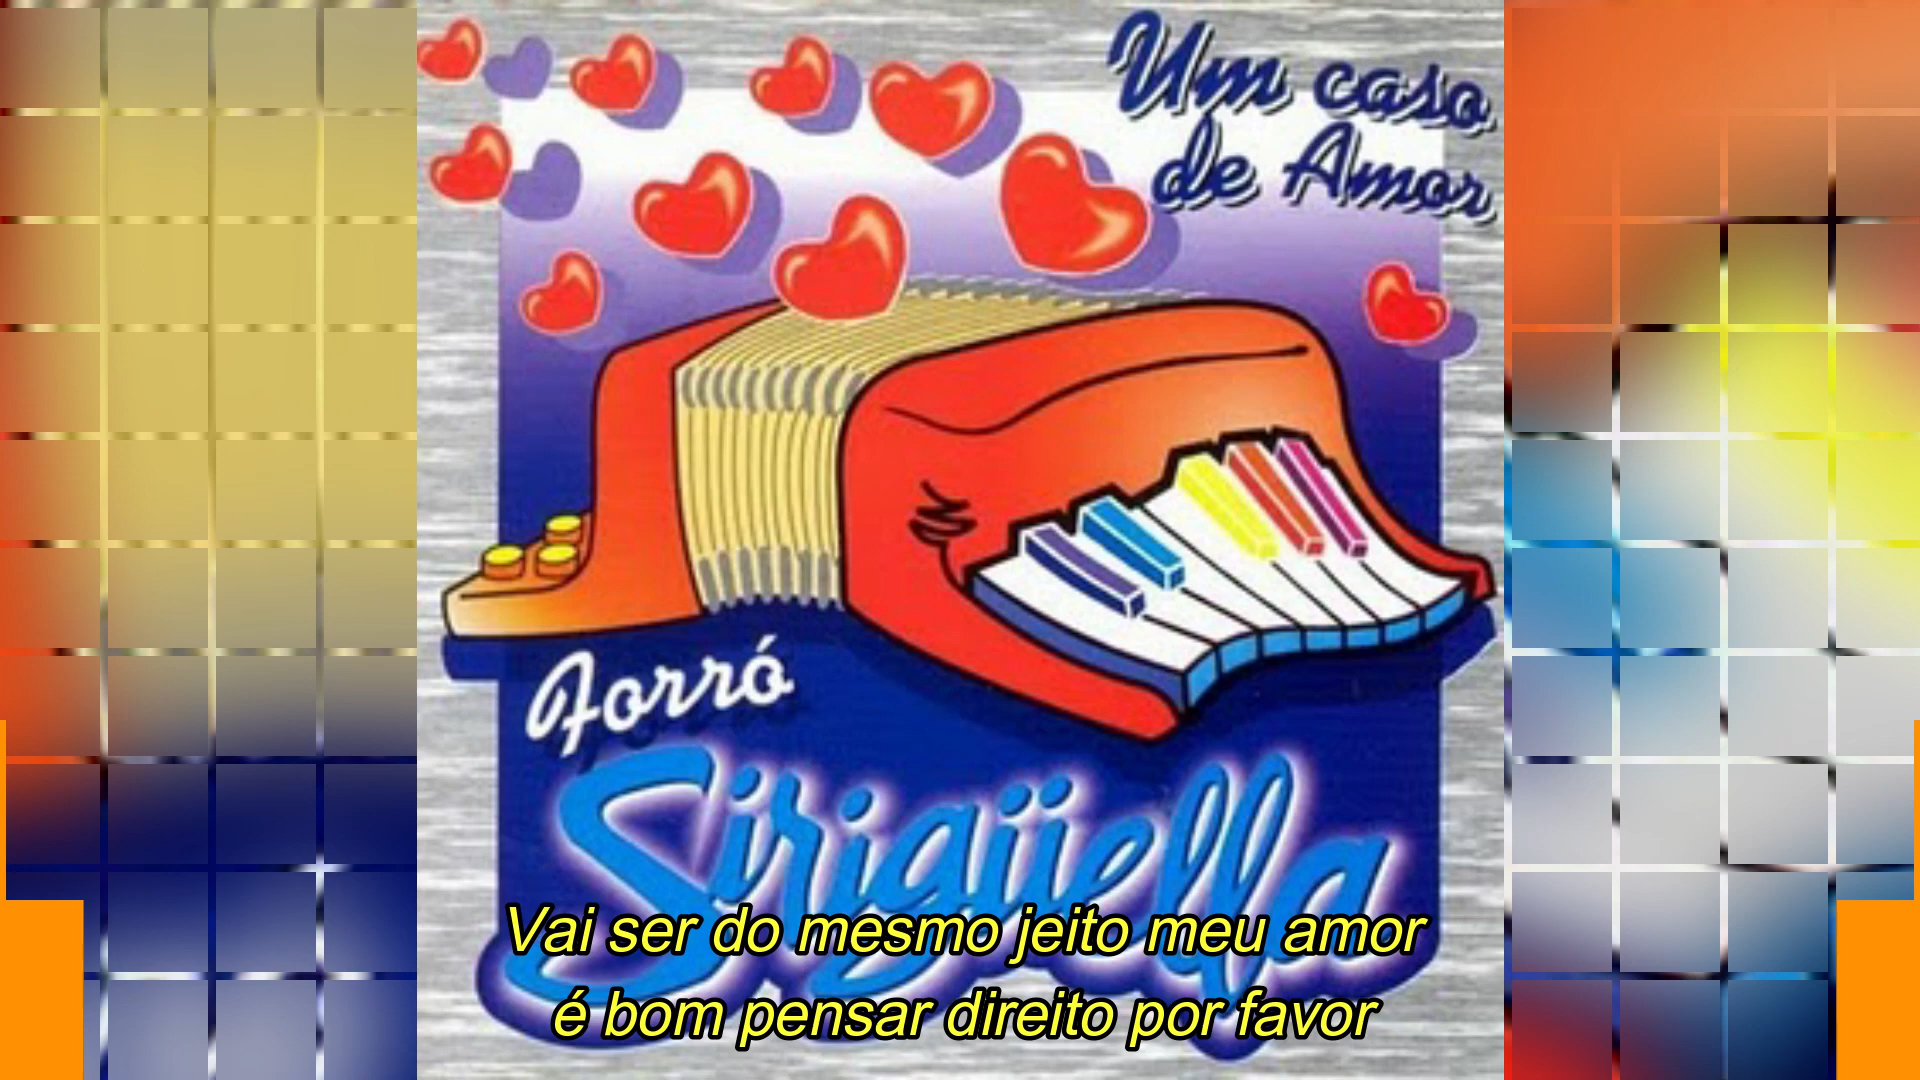 Um caso
de Amor
Forró
Sirigüella
Vai ser do mesmo jeito meu amor
é bom pensar direito por favor